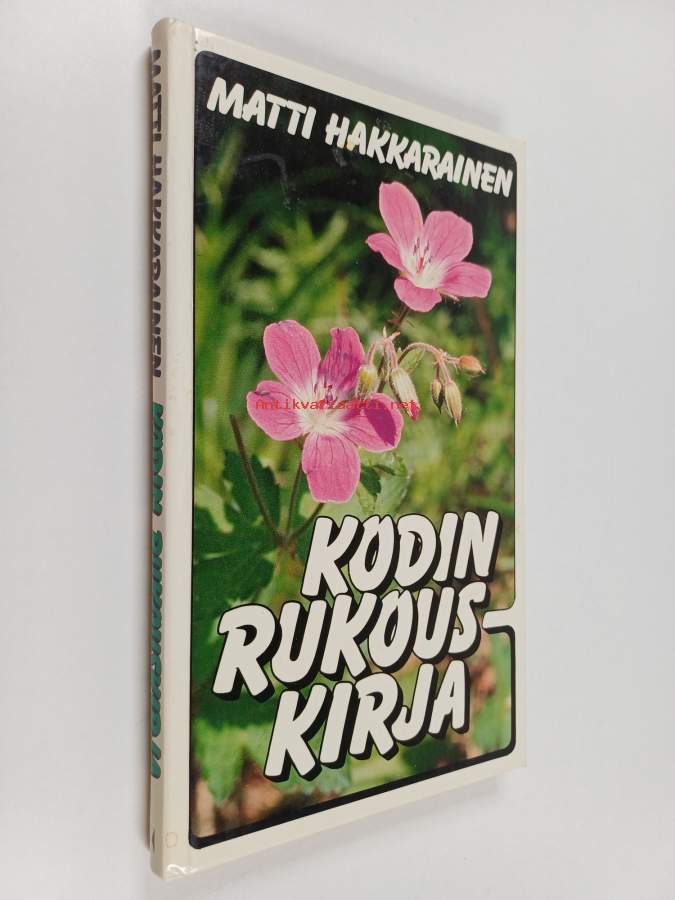 MATTI HAKKARAINEN
KODIN
RUKOUS-
KIRJA
MATTI HAKKARAINEN KODIN RUKOUSKIRJA
Antikvariaatti.net